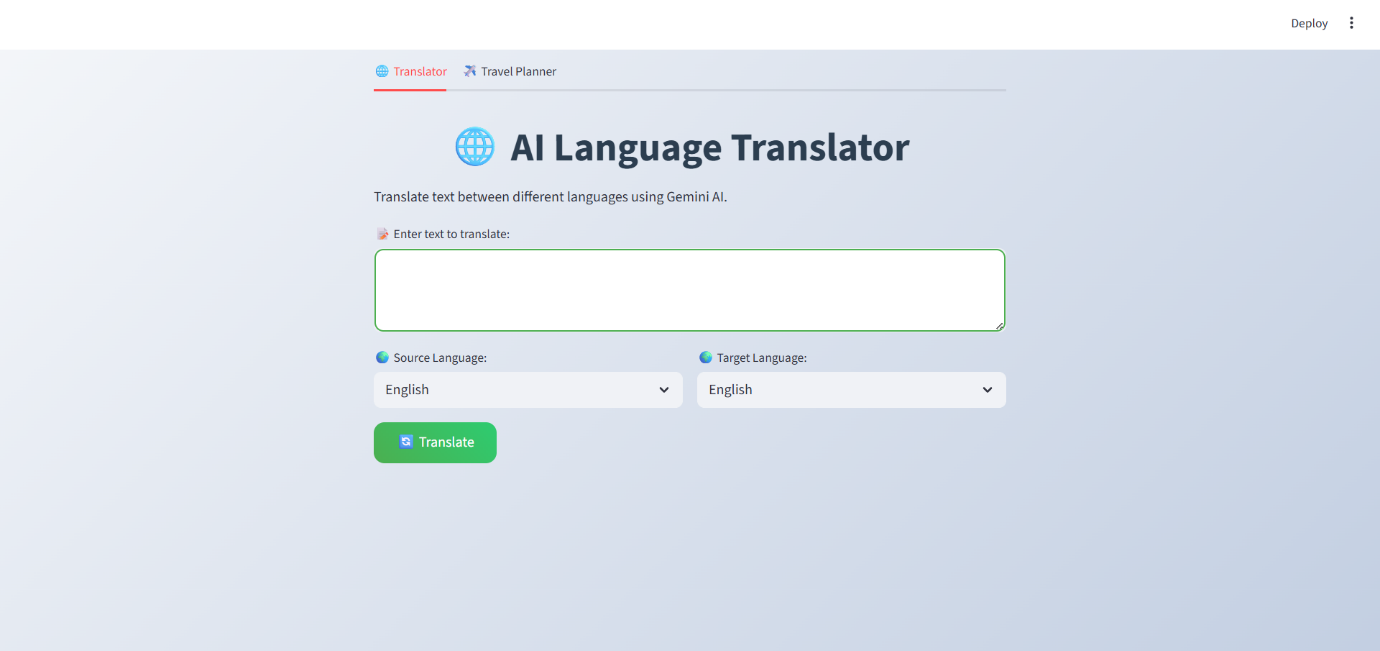 Deploy
Translator Travel Planner
AI Language Translator
Translate text between different languages using Gemini AI.
Enter text to translate:
Source Language: Target Language:
English English
Translate